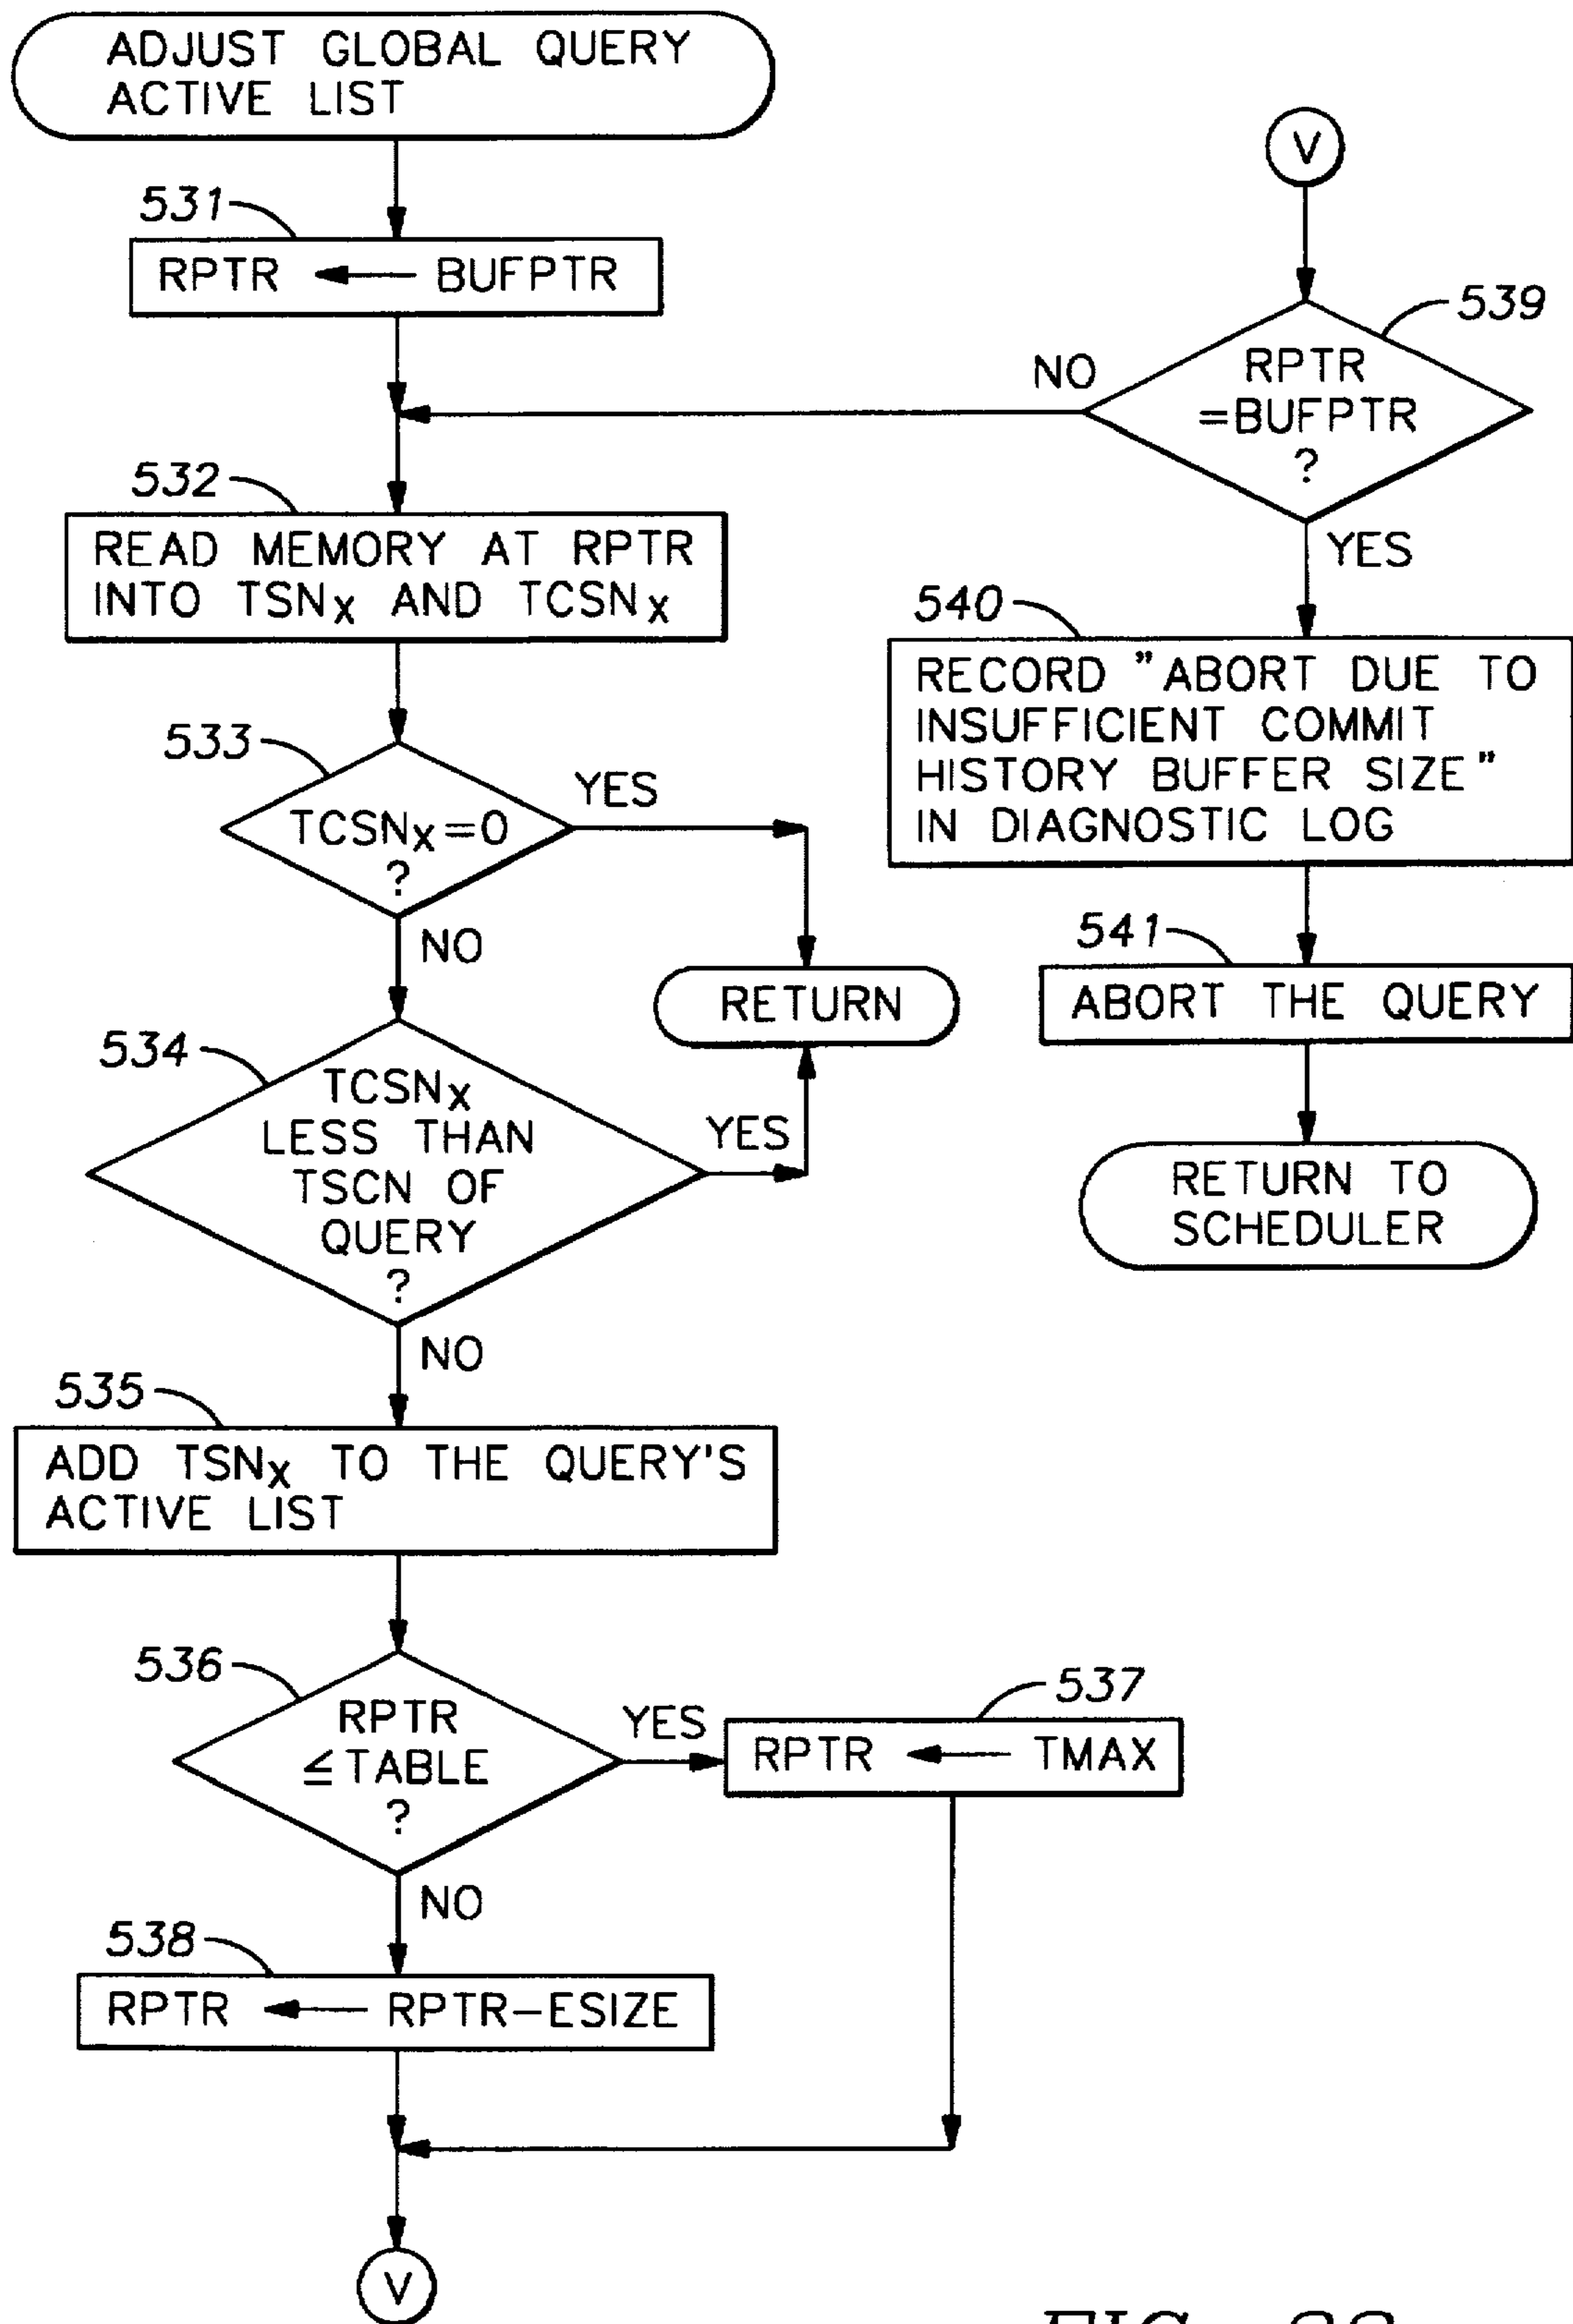 ADJUST GLOBAL QUERY
ACTIVE LIST
531
RPTR ← BUFPTR
532
READ MEMORY AT RPTR
INTO TSNX AND TCSNX
533
TCSNX=0
?
YES
NO
RETURN
534
TCSNX
LESS THAN
TSCN OF
QUERY
?
YES
NO
535
ADD TSNX TO THE QUERY'S
ACTIVE LIST
536
RPTR
≤TABLE
?
YES
537
RPTR ← TMAX
NO
538
RPTR ← RPTR-ESIZE
V
V
539
RPTR
=BUFPTR
?
NO
YES
540
RECORD "ABORT DUE TO
INSUFFICIENT COMMIT
HISTORY BUFFER SIZE"
IN DIAGNOSTIC LOG
541
ABORT THE QUERY
RETURN TO
SCHEDULER